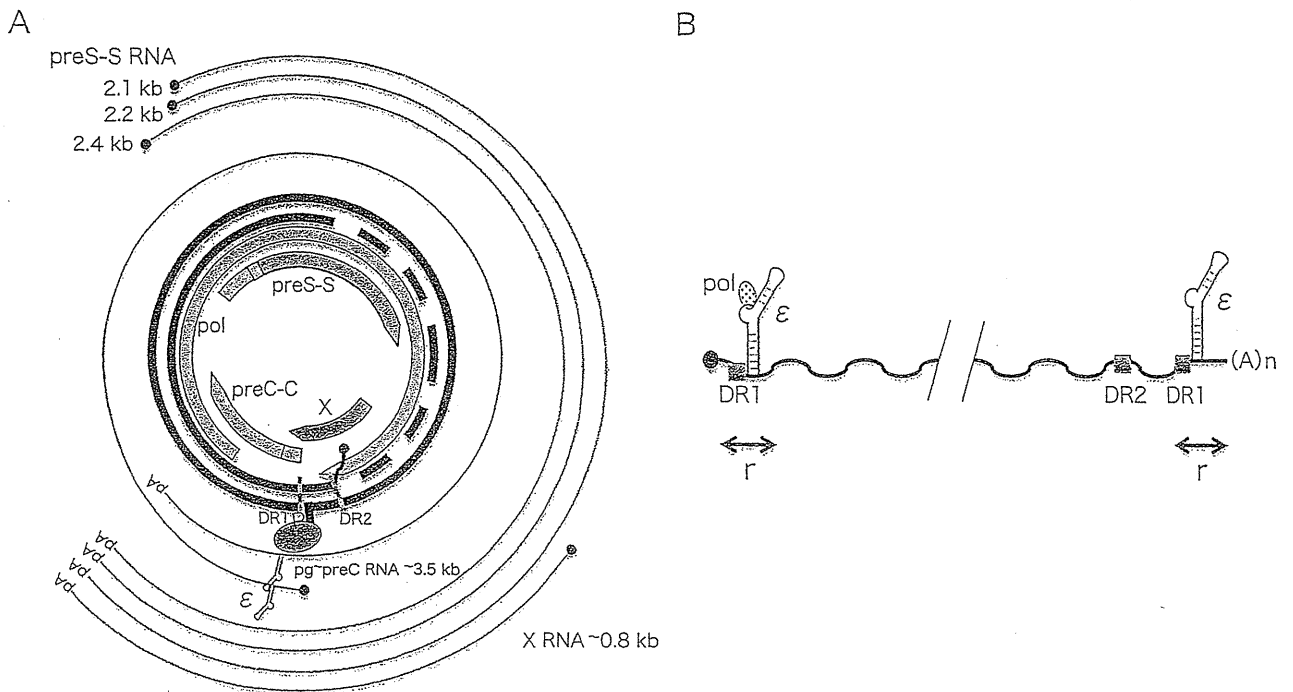 A
preS-S RNA
2.1 kb
2.2 kb
2.4 kb
preS-S
pol
preC-C
X
pA
DR1
DR2
pA
pA
pA
pA
pg~preC RNA ~3.5 kb
ε
X RNA ~0.8 kb
B
pol
ε
ε
(A)n
DR1
DR2 DR1
r
r